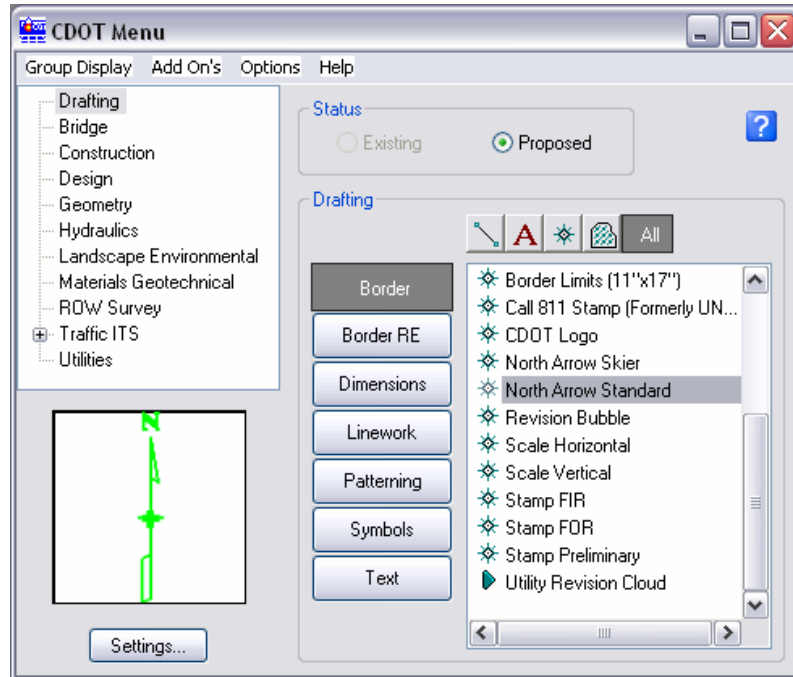 CDOT Menu
Group Display Add On's Options Help
Drafting
Bridge
Construction
Design
Geometry
Hydraulics
Landscape Environmental
Materials Geotechnical
ROW Survey
Traffic ITS
Utilities
Status
Existing Proposed
?
Drafting
A All
Border
Border RE
Dimensions
Linework
Patterning
Symbols
Text
Border Limits (11"x17")
Call 811 Stamp (Formerly UN...
CDOT Logo
North Arrow Skier
North Arrow Standard
Revision Bubble
Scale Horizontal
Scale Vertical
Stamp FIR
Stamp FOR
Stamp Preliminary
Utility Revision Cloud
N
Settings...